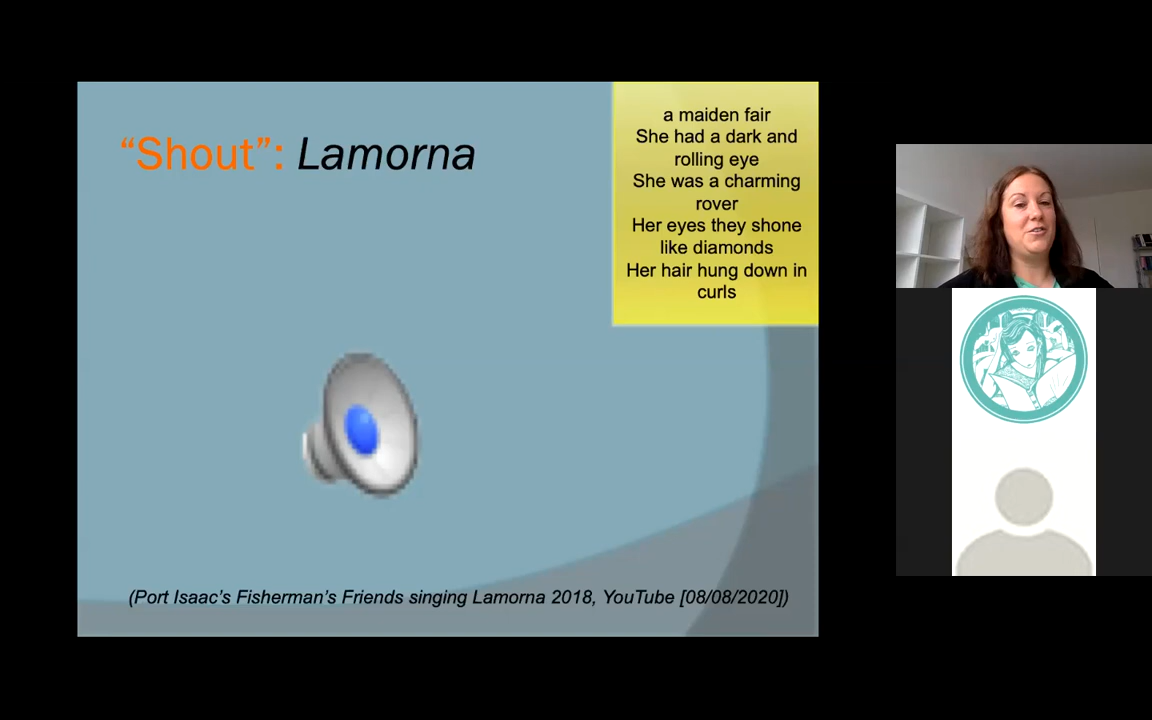 “Shout”: Lamorna
a maiden fair
She had a dark and
rolling eye
She was a charming
rover
Her eyes they shone
like diamonds
Her hair hung down in
curls
(Port Isaac’s Fisherman’s Friends singing Lamorna 2018, YouTube [08/08/2020])